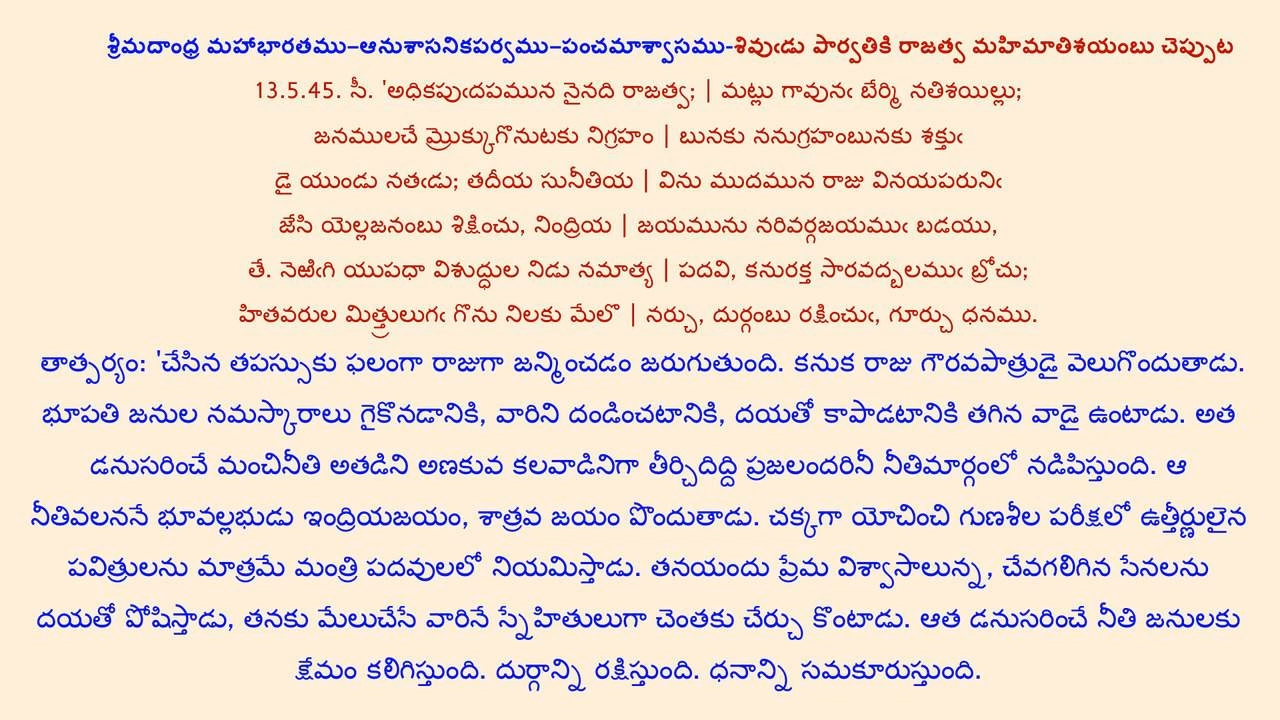 శ్రీమదాంధ్ర మహాభారతము–ఆనుశాసనికపర్వము–పంచమాశ్వాసము-శివుఁడు పార్వతికి రాజత్వ మహిమాతిశయంబు చెప్పుట
13.5.45. సీ. 'అధికపుఁదపమున నైనది రాజత్వ; | మట్లు గావునఁ బేర్మి నతిశయిల్లు;
జనములచే మ్రొక్కుగొనుటకు నిగ్రహం | బునకు ననుగ్రహంబునకు శక్తుఁ
డై యుండు నతఁడు; తదీయ సునీతియ | విను ముదమున రాజు వినయపరునిఁ
జేసి యెల్లజనంబు శిక్షించు, నింద్రియ | జయమును నరివర్గజయముఁ బడయు,
తే. నెఱిఁగి యుపధా విశుద్ధుల నిడు నమాత్య | పదవి, కనురక్త సారవద్బలముఁ బ్రోచు;
హితవరుల మిత్త్రులుగఁ గొను నిలకు మేలొ | నర్చు, దుర్గంబు రక్షించుఁ, గూర్చు ధనము.
తాత్పర్యం: 'చేసిన తపస్సుకు ఫలంగా రాజుగా జన్మించడం జరుగుతుంది. కనుక రాజు గౌరవపాత్రుడై వెలుగొందుతాడు.
భూపతి జనుల నమస్కారాలు గైకొనడానికి, వారిని దండించటానికి, దయతో కాపాడటానికి తగిన వాడై ఉంటాడు. అత
డనుసరించే మంచినీతి అతడిని అణకువ కలవాడినిగా తీర్చిదిద్ది ప్రజలందరినీ నీతిమార్గంలో నడిపిస్తుంది. ఆ
నీతివలననే భూవల్లభుడు ఇంద్రియజయం, శాత్రవ జయం పొందుతాడు. చక్కగా యోచించి గుణశీల పరీక్షలో ఉత్తీర్ణులైన
పవిత్రులను మాత్రమే మంత్రి పదవులలో నియమిస్తాడు. తనయందు ప్రేమ విశ్వాసాలున్న, చేవగలిగిన సేనలను
దయతో పోషిస్తాడు, తనకు మేలుచేసే వారినే స్నేహితులుగా చెంతకు చేర్చు కొంటాడు. ఆత డనుసరించే నీతి జనులకు
క్షేమం కలిగిస్తుంది. దుర్గాన్ని రక్షిస్తుంది. ధనాన్ని సమకూరుస్తుంది.